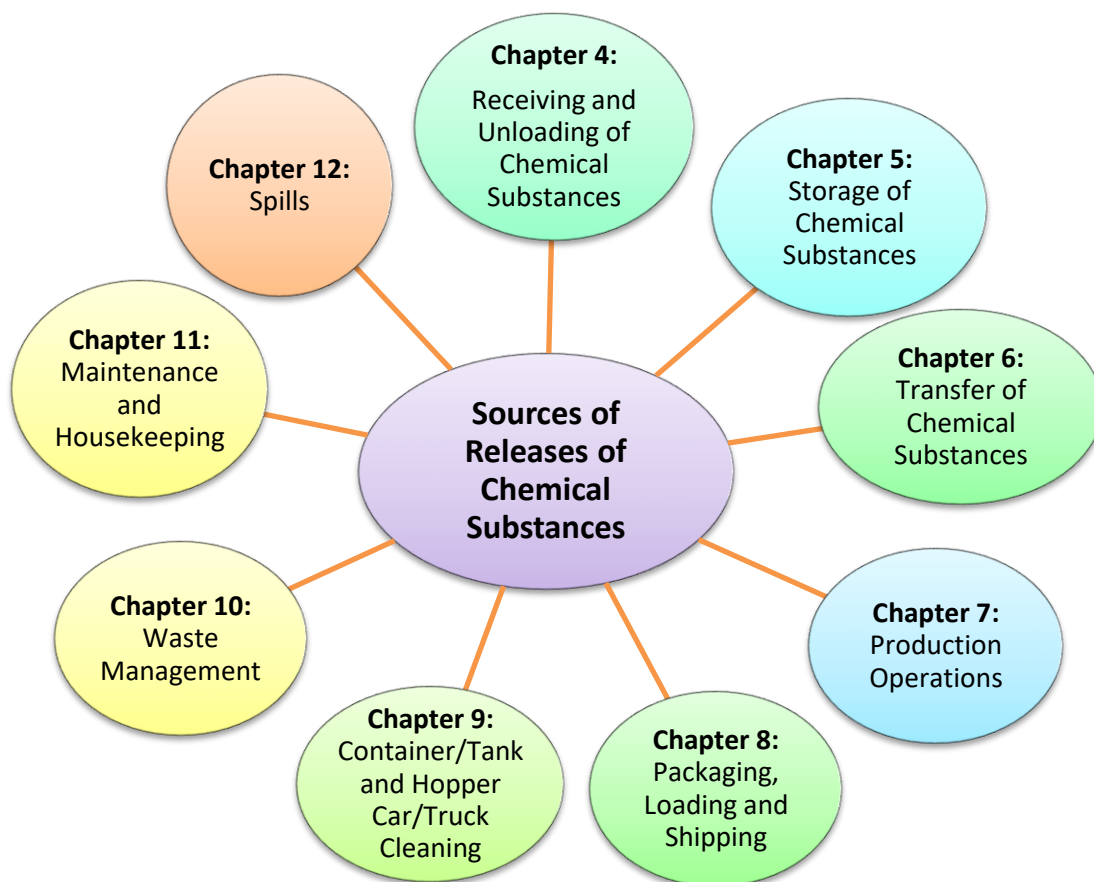 Chapter 4:
Receiving and
Unloading of
Chemical
Substances
Chapter 5:
Storage of
Chemical
Substances
Chapter 6:
Transfer of
Chemical
Substances
Chapter 7:
Production
Operations
Chapter 8:
Packaging,
Loading and
Shipping
Chapter 9:
Container/Tank
and Hopper
Car/Truck
Cleaning
Chapter 10:
Waste
Management
Chapter 11:
Maintenance
and
Housekeeping
Chapter 12:
Spills
Sources of
Releases of
Chemical
Substances